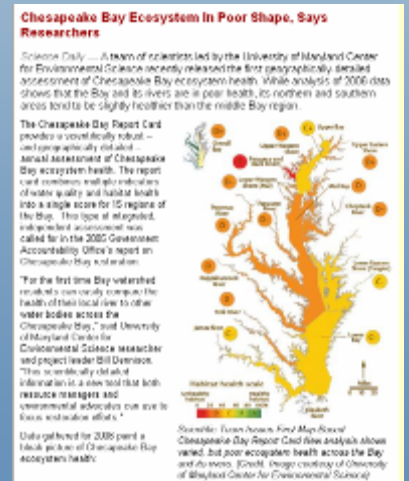 Chesapeake Bay Ecosystem In Poor Shape, Says
Researchers
Science Daily — A team of scientists led by the University of Maryland Center
for Environmental Science recently released the first geographically detailed
assessment of Chesapeake Bay ecosystem health. While analysis of 2006 data
shows that the Bay and its rivers are in poor health, its northern and southern
areas tend to be slightly healthier than the middle Bay region.
The Chesapeake Bay Report Card
provides a scientifically robust –
and geographically detailed –
annual assessment of Chesapeake
Bay ecosystem health. The report
card combines multiple indicators
of water quality and habitat health
into a single score for 15 regions of
the Bay. This type of integrated,
independent assessment was
called for in the 2005 Government
Accountability Office's report on
Chesapeake Bay restoration.
"For the first time Bay watershed
residents can easily compare the
health of their local river to other
water bodies across the
Chesapeake Bay," said University
of Maryland Center for
Environmental Science researcher
and project leader Bill Dennison.
"This scientifically detailed
information is a new tool that both
resource managers and
environmental advocates can use to
focus restoration efforts."
Data gathered for 2006 paint a
bleak picture of Chesapeake Bay
ecosystem health:
Upper Bay
Habitat health scale
Chesapeake Bay Report Card New analysis shows
varied, but poor ecosystem health across the Bay
and its rivers. (Credit: Image courtesy of University
of Maryland Center for Environmental Science)